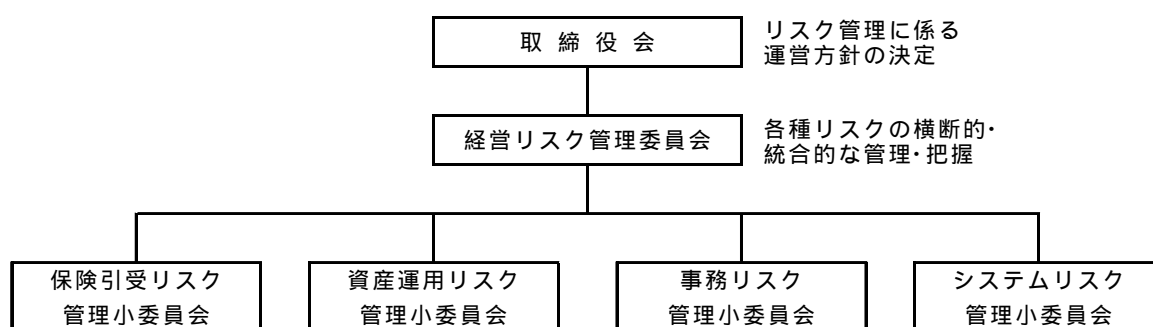 取締役会
リスク管理に係る
運営方針の決定
経営リスク管理委員会
各種リスクの横断的･
統合的な管理･把握
保険引受リスク
管理小委員会
資産運用リスク
管理小委員会
事務リスク
管理小委員会
システムリスク
管理小委員会